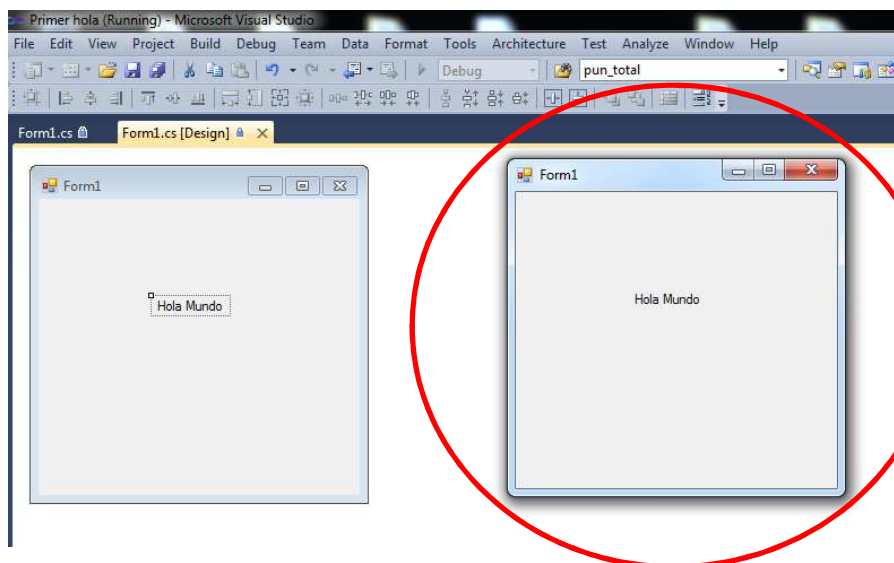 Primer hola (Running) - Microsoft Visual Studio
File Edit View Project Build Debug Team Data Format Tools Architecture Test Analyze Window Help
Debug pun_total
Form1.cs Form1.cs [Design]
Form1
Form1
Hola Mundo
Hola Mundo